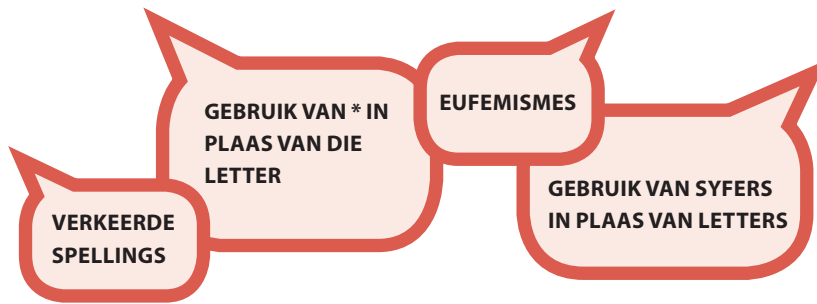 VERKEERDE
SPELLINGS
GEBRUIK VAN * IN
PLAAS VAN DIE
LETTER
EUFEMISMES
GEBRUIK VAN SYFERS
IN PLAAS VAN LETTERS